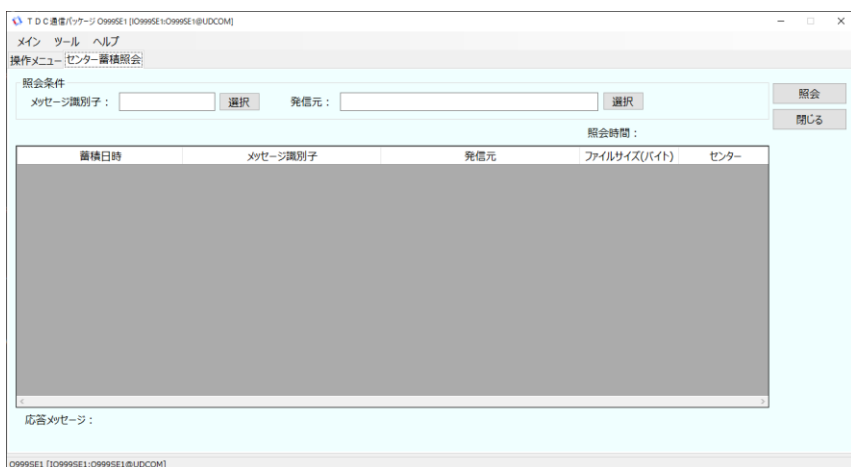 TDC通信パッケージ O999SE1 [IO999SE1:O999SE1@UDCOM]
メイン ツール ヘルプ
操作メニュー センター蓄積照会
照会条件
メッセージ識別子： 選択 発信元： 選択
照会
閉じる
照会時間：
蓄積日時 メッセージ識別子 発信元 ファイルサイズ(バイト) センター
応答メッセージ：
O999SE1 [IO999SE1:O999SE1@UDCOM]